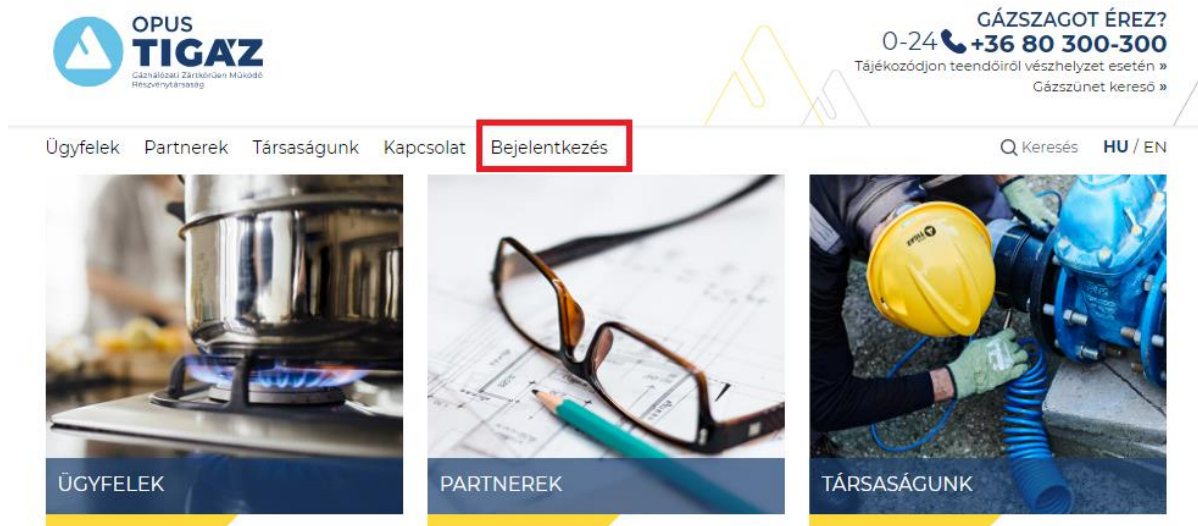 OPUS
TIGÁZ
Gázhálózati Zártkörűen Működő
Részvénytársaság
GÁZSZAGOT ÉREZ?
0-24 +36 80 300-300
Tájékozódjon teendőiről vészhelyzet esetén »
Gázszünet kereső »
Ügyfelek Partnerek Társaságunk Kapcsolat Bejelentkezés
Keresés HU / EN
TIGÁZ
ÜGYFELEK
PARTNEREK
TÁRSASÁGUNK